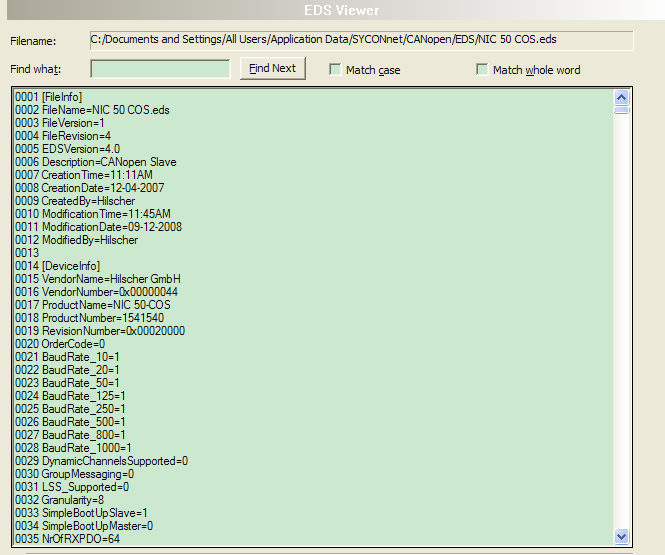 EDS Viewer
Filename: C:/Documents and Settings/All Users/Application Data/SYCONnet/CANopen/EDS/NIC 50 COS.eds
Find what: Find Next Match case Match whole word
0001 [FileInfo]
0002 FileName=NIC 50 COS.eds
0003 FileVersion=1
0004 FileRevision=4
0005 EDSVersion=4.0
0006 Description=CANopen Slave
0007 CreationTime=11:11AM
0008 CreationDate=12-04-2007
0009 CreatedBy=Hilscher
0010 ModificationTime=11:45AM
0011 ModificationDate=09-12-2008
0012 ModifiedBy=Hilscher
0013
0014 [DeviceInfo]
0015 VendorName=Hilscher GmbH
0016 VendorNumber=0x00000044
0017 ProductName=NIC 50-COS
0018 ProductNumber=1541540
0019 RevisionNumber=0x00020000
0020 OrderCode=0
0021 BaudRate_10=1
0022 BaudRate_20=1
0023 BaudRate_50=1
0024 BaudRate_125=1
0025 BaudRate_250=1
0026 BaudRate_500=1
0027 BaudRate_800=1
0028 BaudRate_1000=1
0029 DynamicChannelsSupported=0
0030 GroupMessaging=0
0031 LSS_Supported=0
0032 Granularity=8
0033 SimpleBootUpSlave=1
0034 SimpleBootUpMaster=0
0035 NrOfRXPDO=64